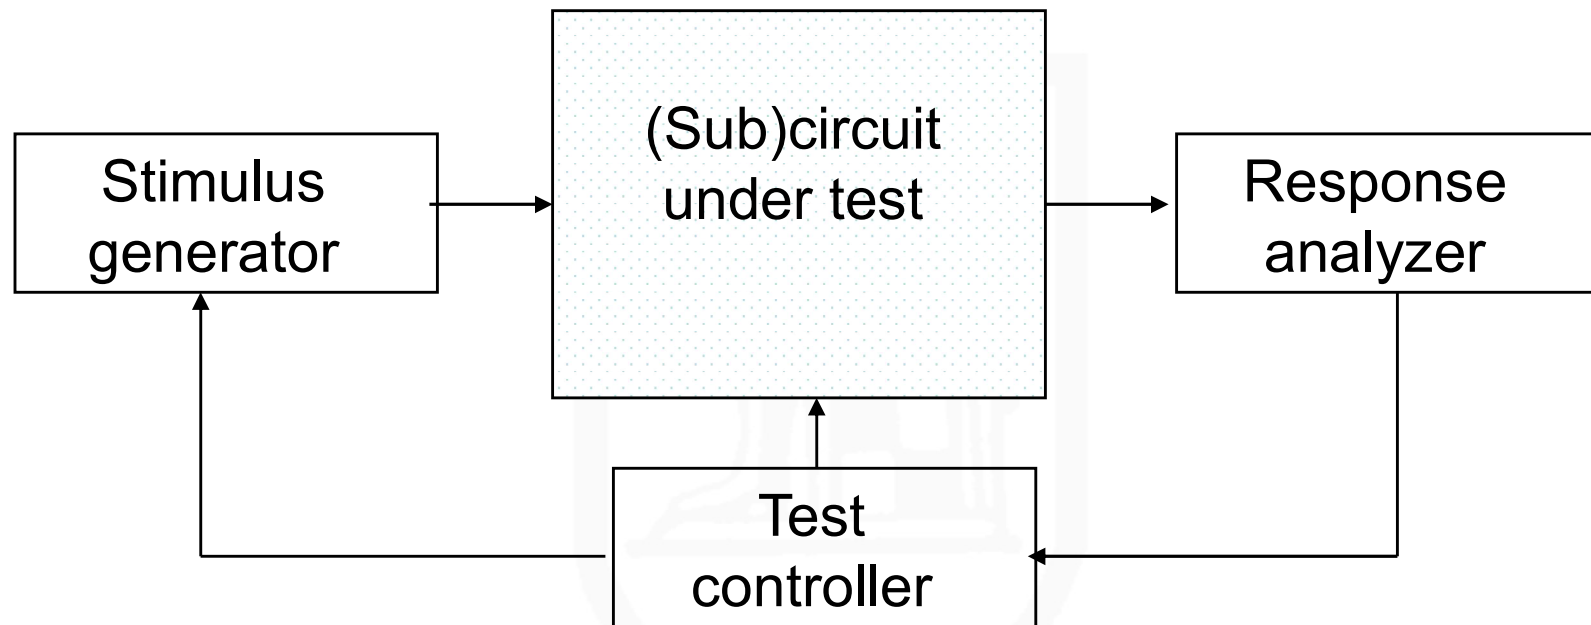 Stimulus
generator
(Sub)circuit
under test
Response
analyzer
Test
controller